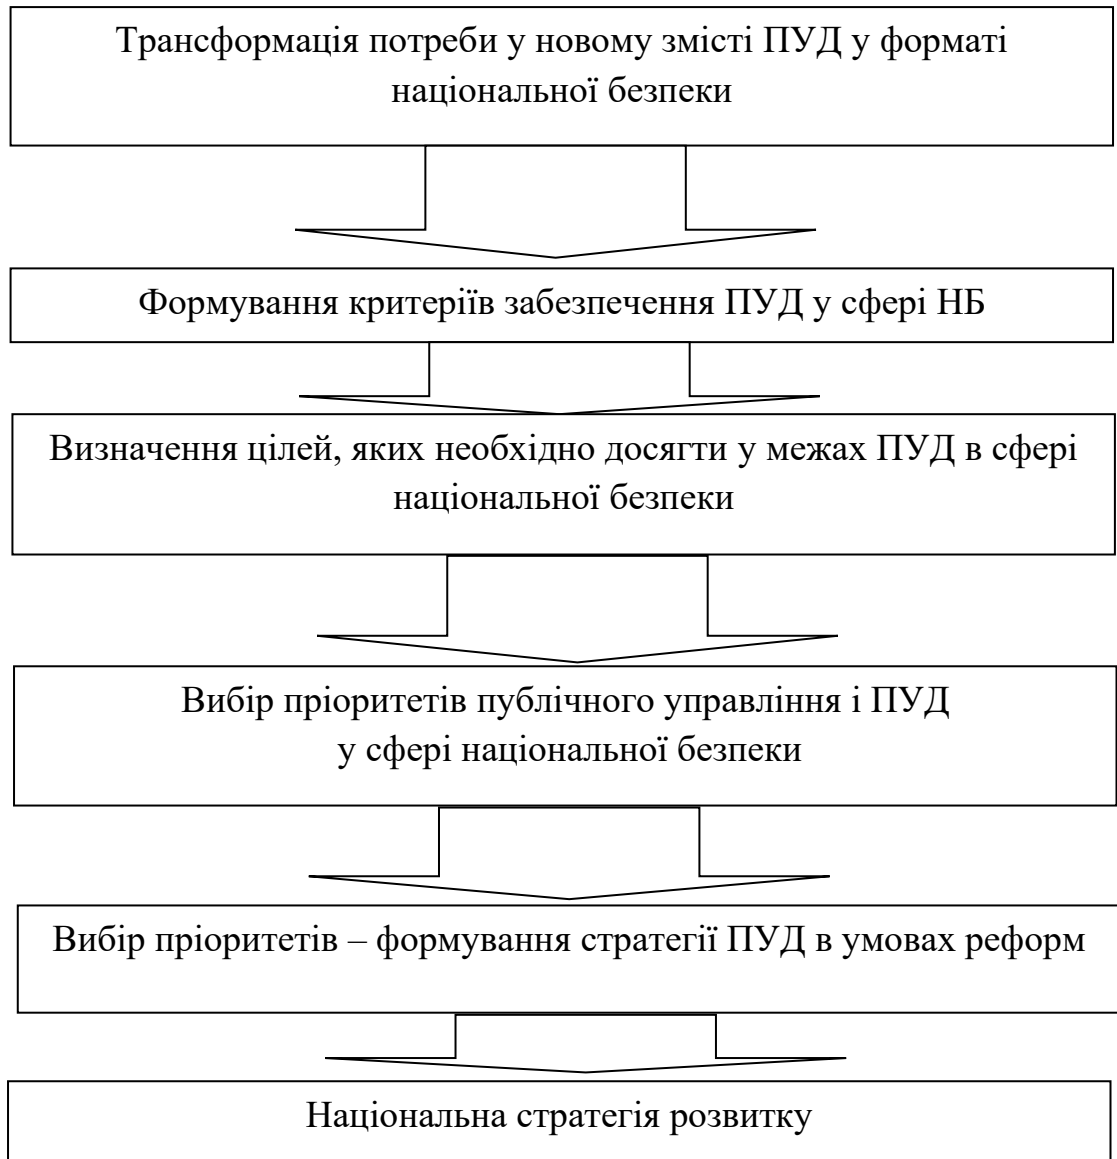 Трансформація потреби у новому змісті ПУД у форматі
національної безпеки
Формування критеріїв забезпечення ПУД у сфері НБ
Визначення цілей, яких необхідно досягти у межах ПУД в сфері
національної безпеки
Вибір пріоритетів публічного управління і ПУД
у сфері національної безпеки
Вибір пріоритетів – формування стратегії ПУД в умовах реформ
Національна стратегія розвитку